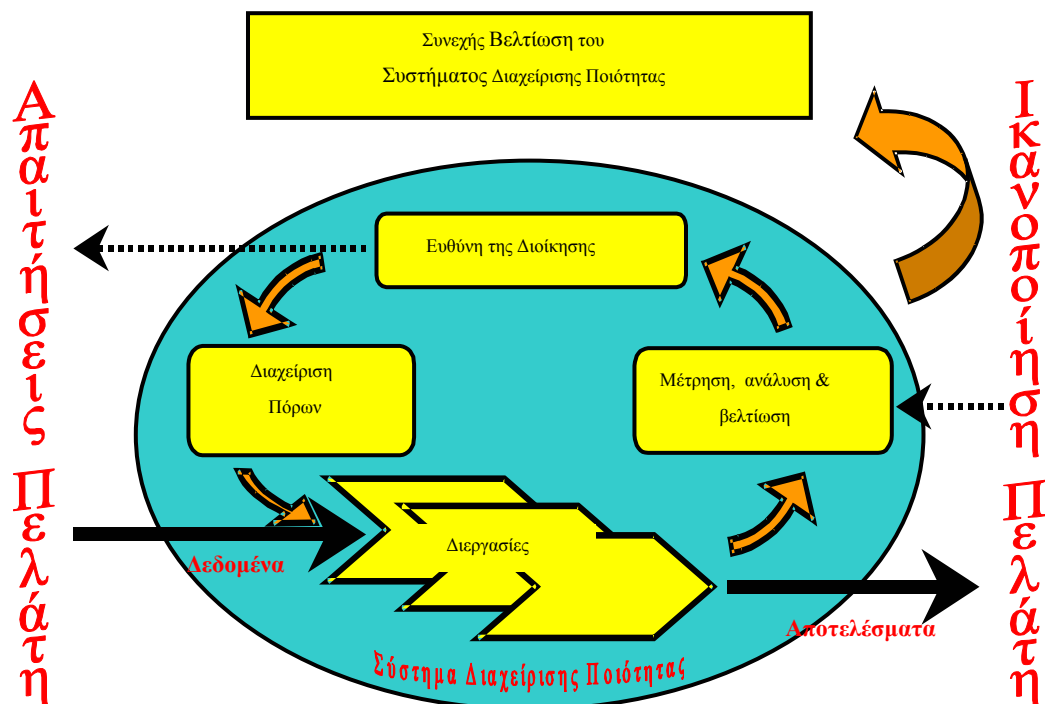 Συνεχής Βελτίωση του
Συστήματος Διαχείρισης Ποιότητας
Απαιτήσεις Πελάτη
Ικανοποίηση Πελάτη
Ευθύνη της Διοίκησης
Διαχείριση
Πόρων
Μέτρηση, ανάλυση &
βελτίωση
Διεργασίες
Δεδομένα
Αποτελέσματα
Σύστημα Διαχείρισης Ποιότητας